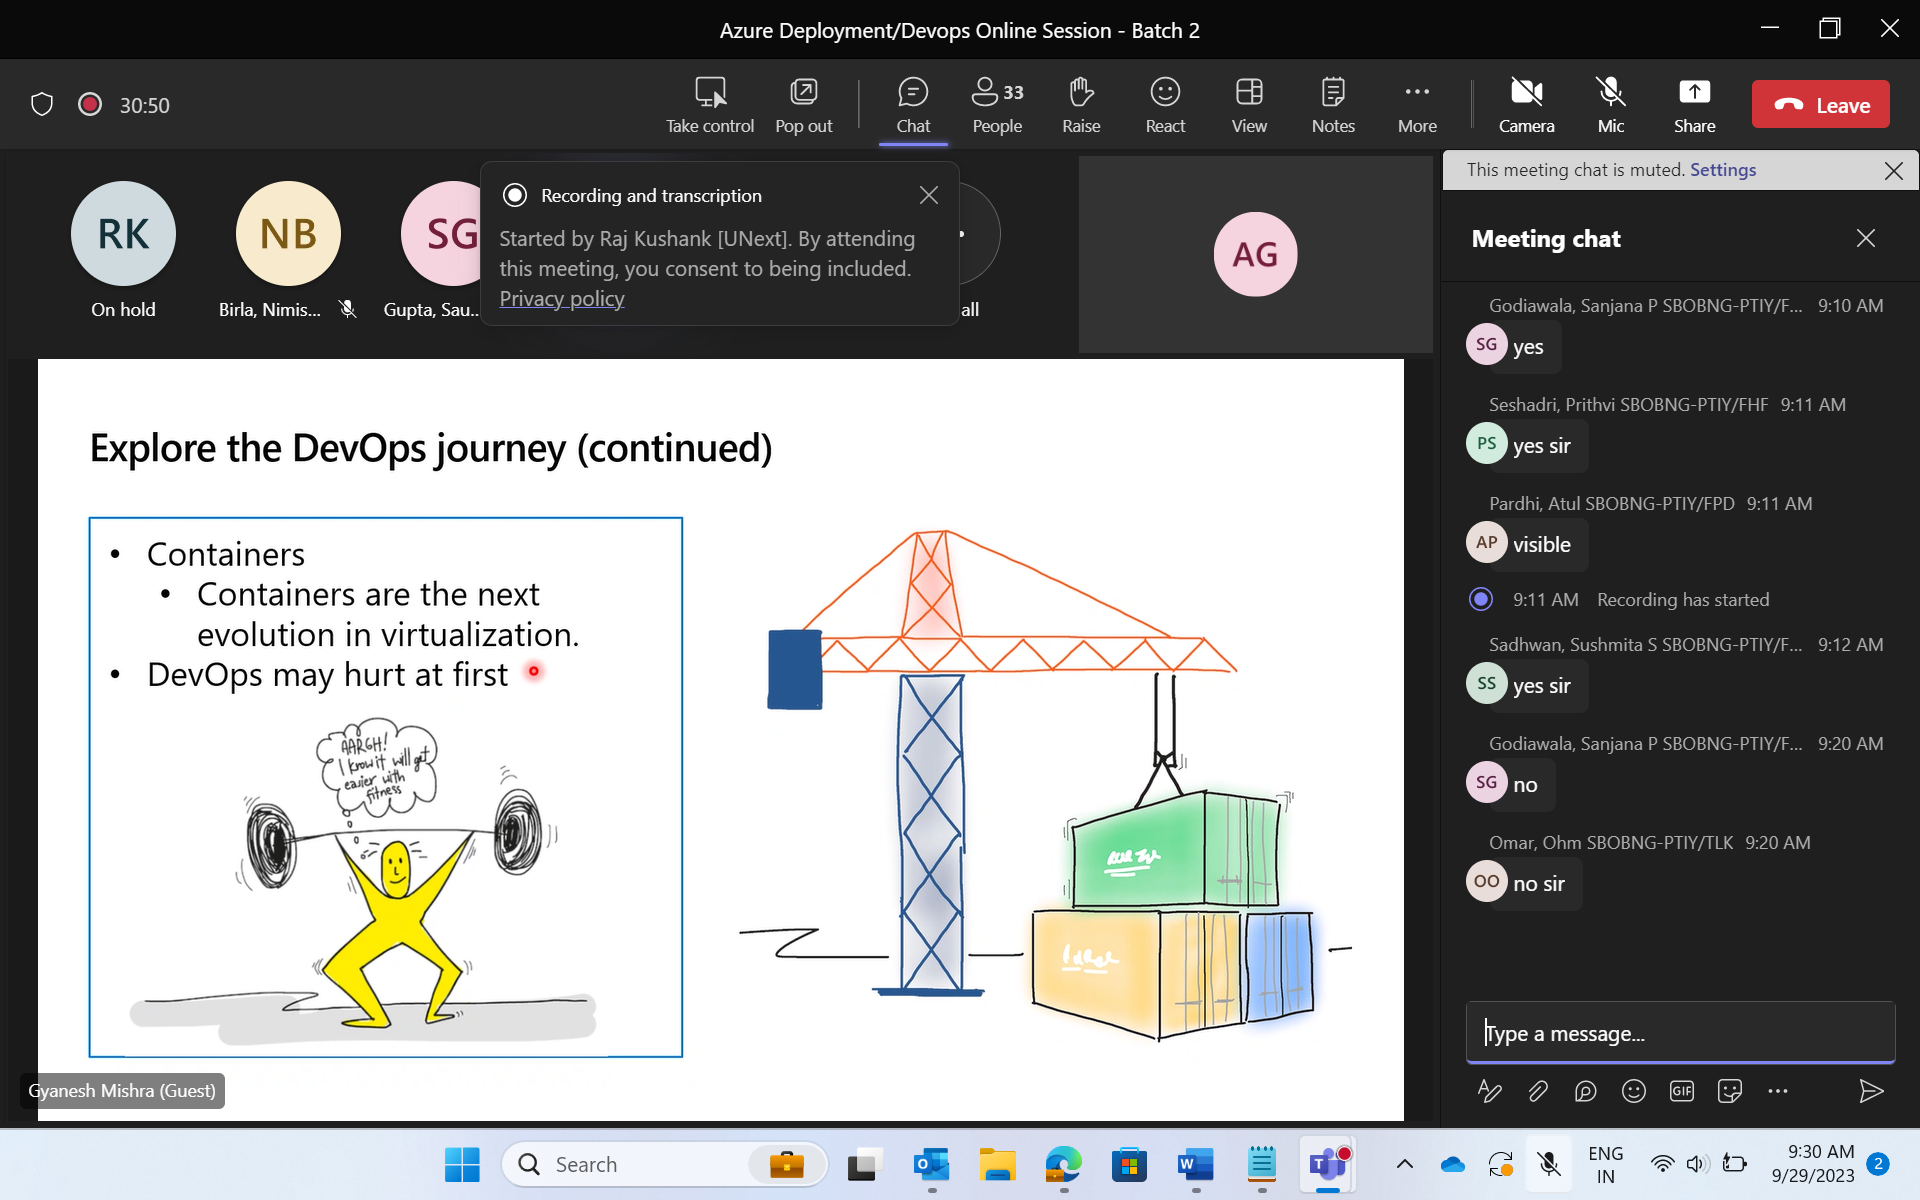 Azure Deployment/Devops Online Session - Batch 2
30:50
Take control
Pop out
Chat
33
People
Raise
React
View
Notes
More
Camera
Mic
Share
Leave
RK
On hold
NB
Birla, Nimis...
SG
Gupta, Sau..
Recording and transcription
Started by Raj Kushank [UNext]. By attending
this meeting, you consent to being included.
Privacy policy
all
AG
Explore the DevOps journey (continued)
• Containers
• Containers are the next
evolution in virtualization.
• DevOps may hurt at first
AARGH!
I know it will get
easier with
fitness
Gyanesh Mishra (Guest)
This meeting chat is muted. Settings
Meeting chat
Godiawala, Sanjana P SBOBNG-PTIY/F... 9:10 AM
SG yes
Seshadri, Prithvi SBOBNG-PTIY/FHF 9:11 AM
PS yes sir
Pardhi, Atul SBOBNG-PTIY/FPD 9:11 AM
AP visible
9:11 AM Recording has started
Sadhwan, Sushmita S SBOBNG-PTIY/F... 9:12 AM
SS yes sir
Godiawala, Sanjana P SBOBNG-PTIY/F... 9:20 AM
SG no
Omar, Ohm SBOBNG-PTIY/TLK 9:20 AM
OO no sir
Type a message...
GIF
Search
ENG
IN
9:30 AM
9/29/2023
2